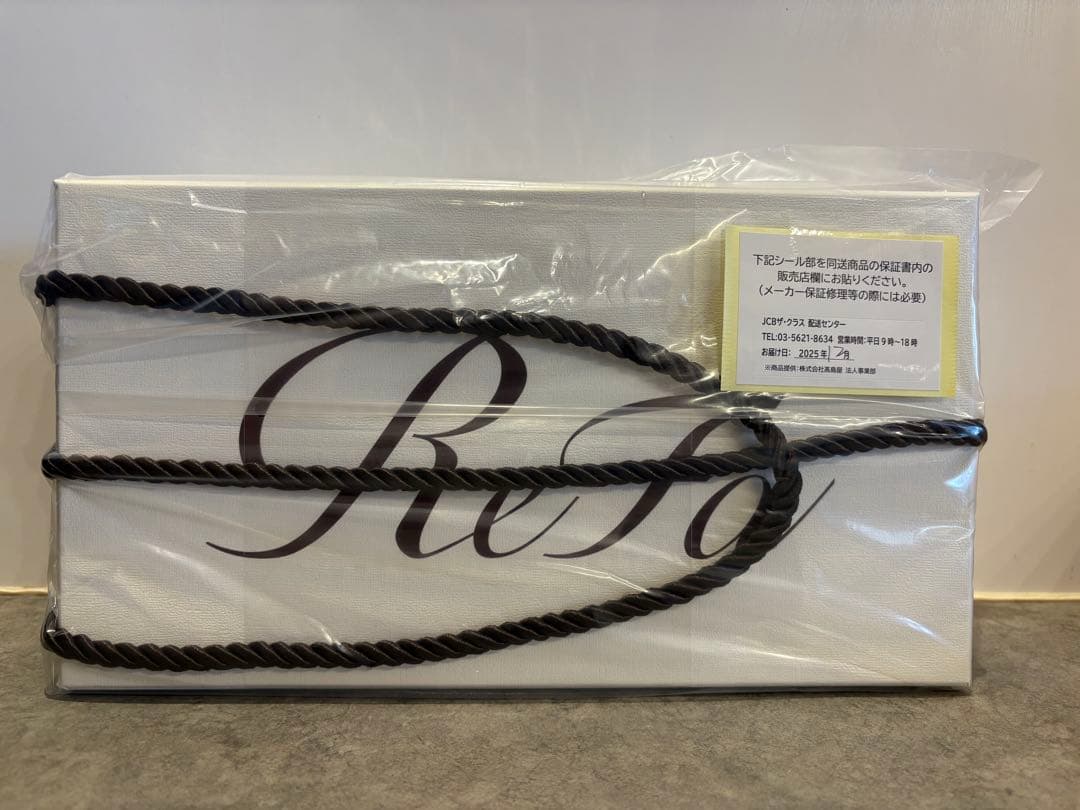 ReFa
下記シール部を同送商品の保証書内の
販売店欄にお貼りください。
（メーカー保証修理等の際には必要）
JCBザ・クラス 配送センター
TEL:03-5621-8634 営業時間:平日9時～18時
お届け日: 2025年12月
※商品提供:株式会社髙島屋 法人事業部